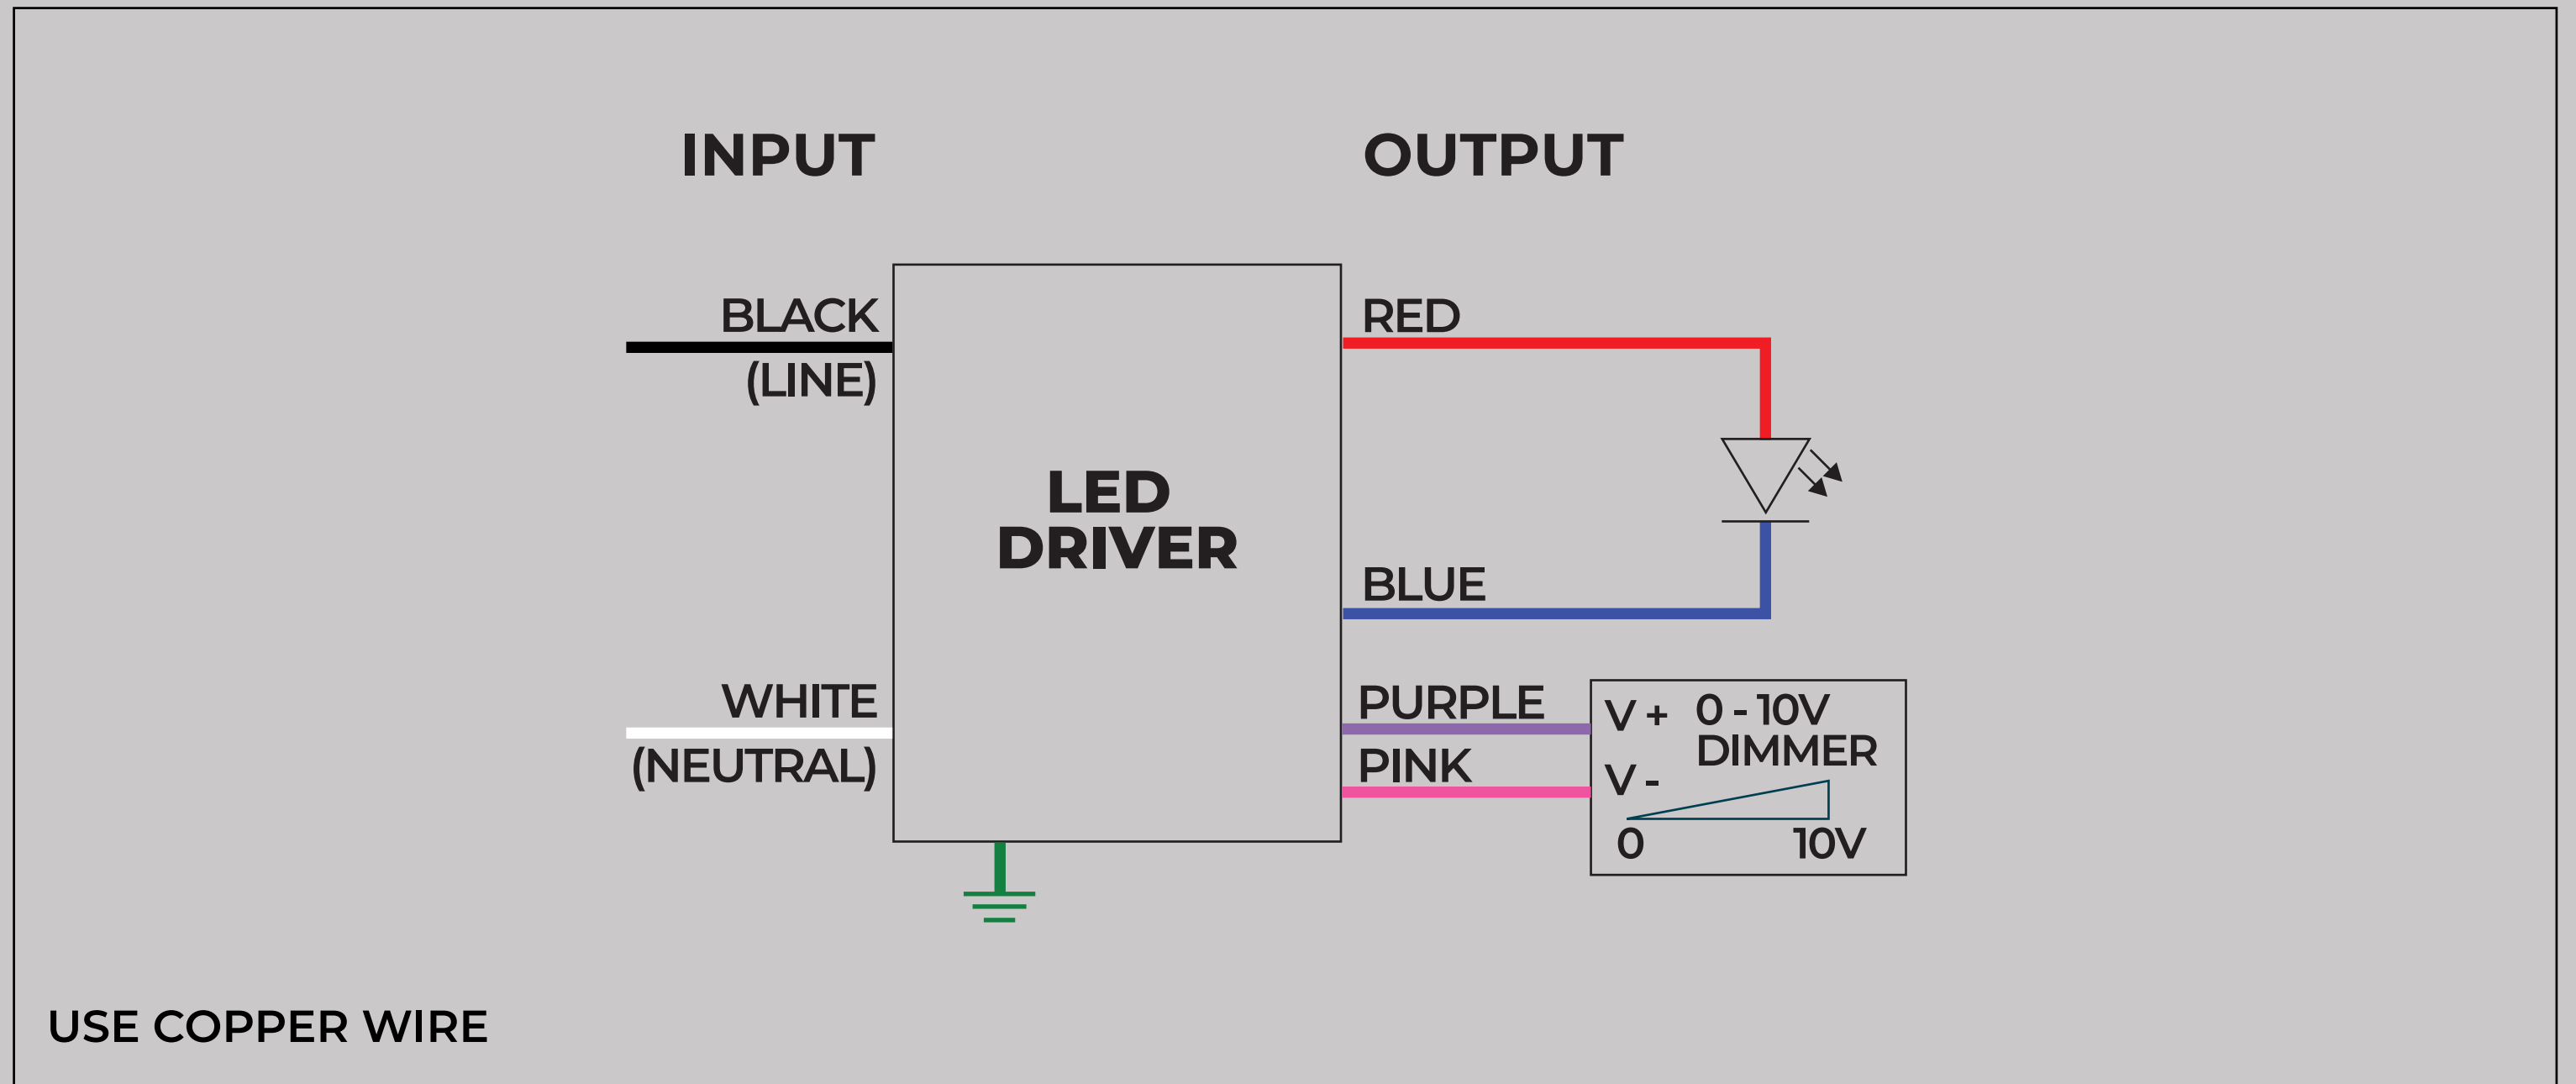 INPUT
OUTPUT
BLACK
(LINE)
RED
LED
DRIVER
BLUE
WHITE
(NEUTRAL)
PURPLE
PINK
V + 0 - 10V
DIMMER
V -
0 10V
USE COPPER WIRE